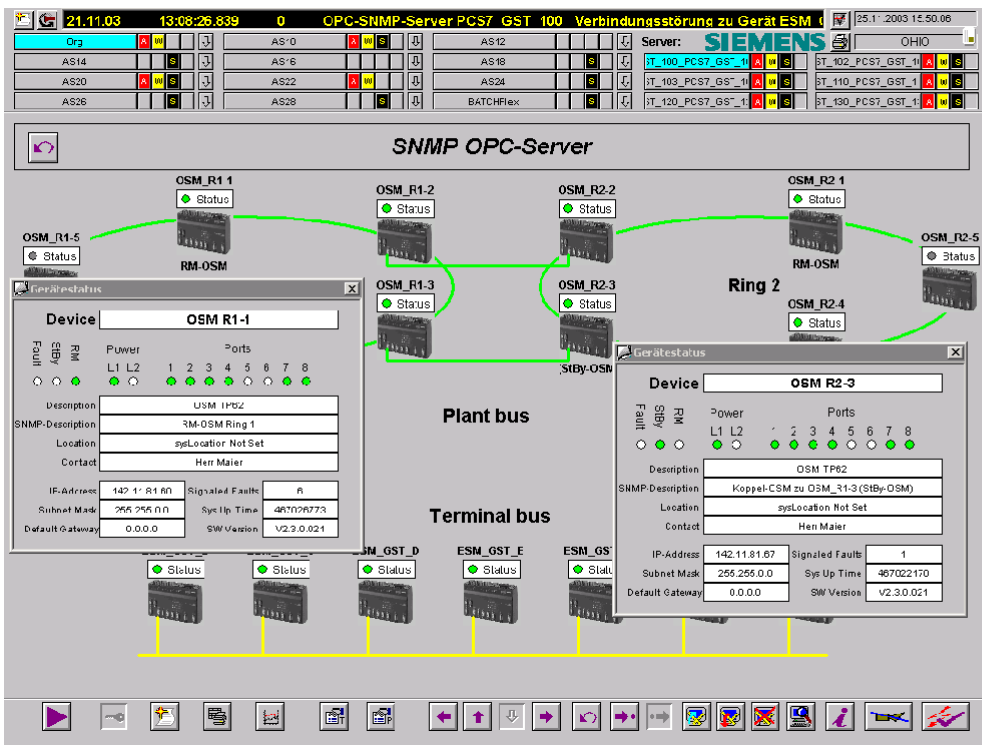 21.11.03 13:08:26.839 0 OPC-SNMP-Server PCS7 GST 100 Verbindungsstörung zu Gerät ESM
25.11.2003 15:50:06
Org A W AS10 A W S AS12 Server: SIEMENS OHIO
AS14 S AS16 AS18 S A W S A W S
AS20 A W S AS22 A W AS24 S A W S A W S
AS26 S AS28 S BATCHFlex S A W S A W S
SNMP OPC-Server
OSM_R1 1
Status
RM-OSM
OSM_R1-2
Status
OSM_R2-2
Status
OSM_R2 1
Status
RM-OSM
OSM_R1-5
Status
OSM_R2-5
Status
OSM_R1-3
Status
OSM_R2-3
Status
StBy-OSM
Ring 2
OSM_R2-4
Status
Plant bus
Terminal bus
Gerätestatus X
Device OSM R1-1
Fault StBy RM Power Ports
L1 L2 1 2 3 4 5 6 7 8
Description OSM TP62
SNMP-Description RM-OSM Ring 1
Location sysLocation Not Set
Contact Herr Maier
IP-Address 142.11.81.60 Signaled Faults 6
Subnet Mask 255.255.0.0 Sys Up Time 467026773
Default Gateway 0.0.0.0 SW Version V2.3.0.021
Gerätestatus X
Device OSM R2-3
Fault StBy RM Power Ports
L1 L2 1 2 3 4 5 6 7 8
Description OSM TP62
SNMP-Description Koppel-OSM zu OSM_R1-3 (StBy-OSM)
Location sysLocation Not Set
Contact Herr Maier
IP-Address 142.11.81.67 Signaled Faults 1
Subnet Mask 255.255.0.0 Sys Up Time 467022170
Default Gateway 0.0.0.0 SW Version V2.3.0.021
ESM_GST_D
ESM_GST_E
Status
Status
Status
Status